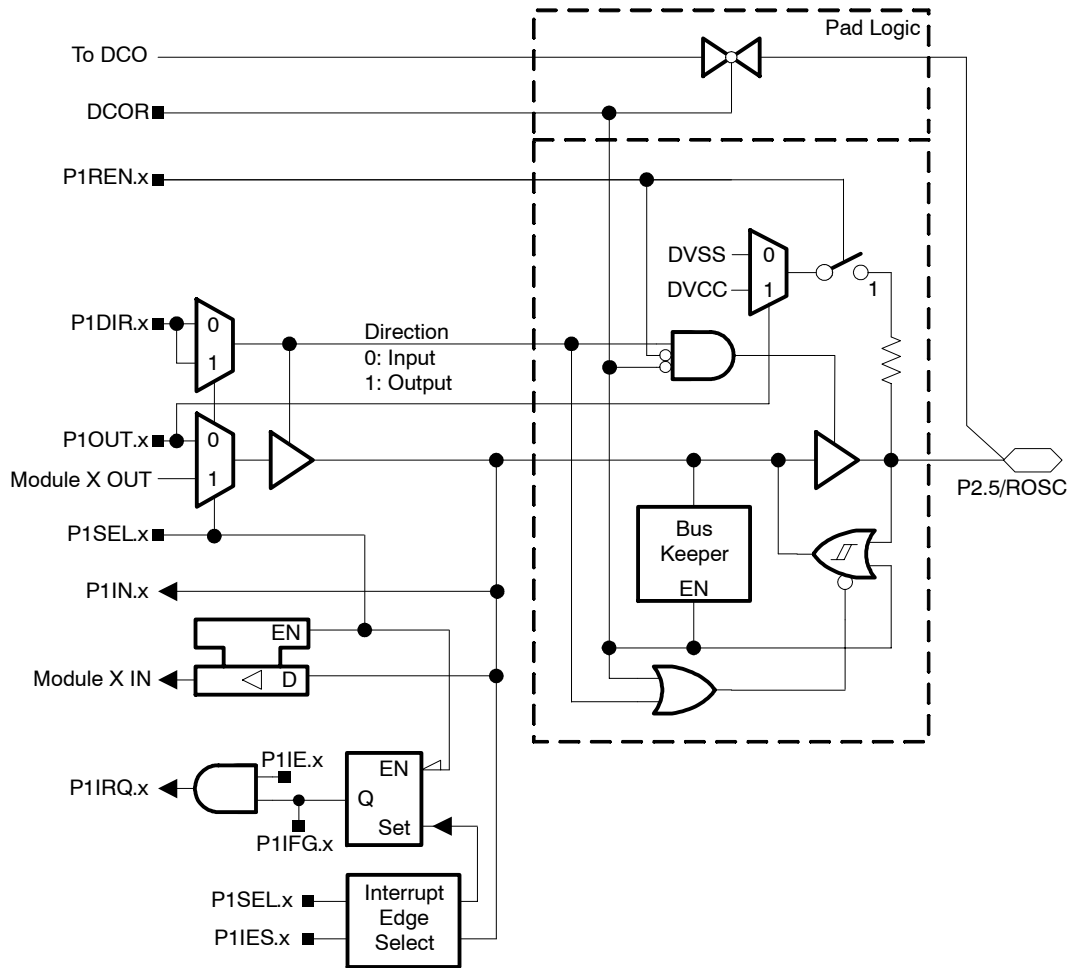 Pad Logic
To DCO
DCOR
P1REN.x
DVSS
0
DVCC
1
1
P1DIR.x
0
1
Direction
0: Input
1: Output
P1OUT.x
0
Module X OUT
1
P2.5/ROSC
P1SEL.x
Bus
Keeper
EN
P1IN.x
EN
Module X IN
D
P1IE.x
EN
P1IRQ.x
Q
Set
P1IFG.x
P1SEL.x
Interrupt
Edge
Select
P1IES.x